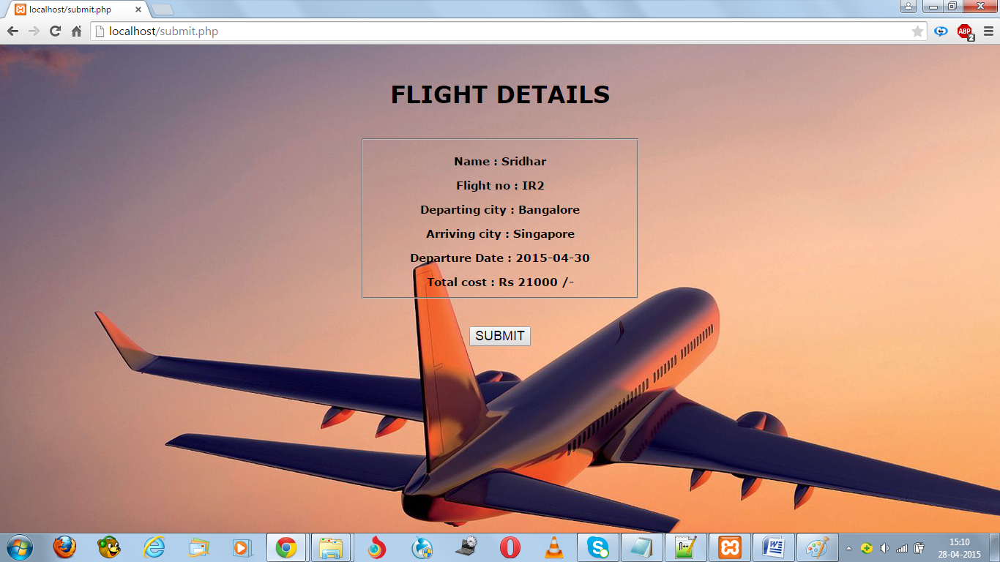 localhost/submit.php
localhost/submit.php
ABP
2
FLIGHT DETAILS
Name : Sridhar
Flight no : IR2
Departing city : Bangalore
Arriving city : Singapore
Departure Date : 2015-04-30
Total cost : Rs 21000 /-
SUBMIT
15:10
28-04-2015